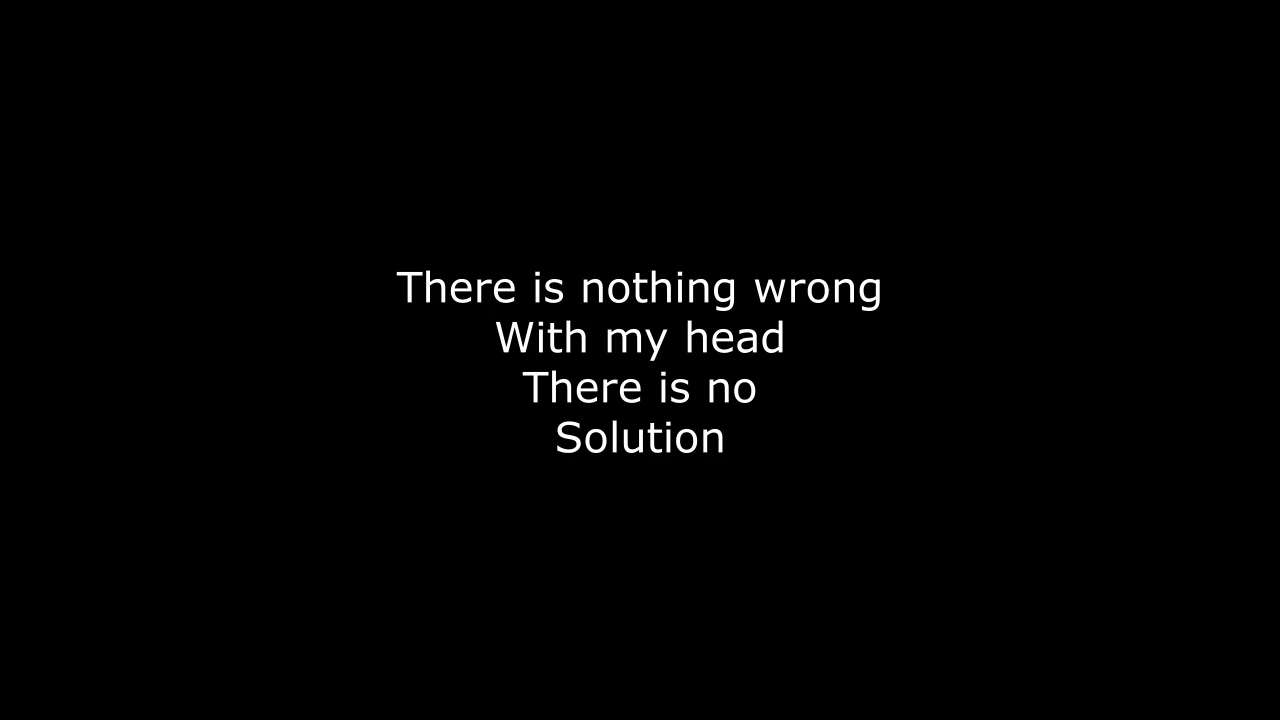 There is nothing wrong
With my head
There is no
Solution